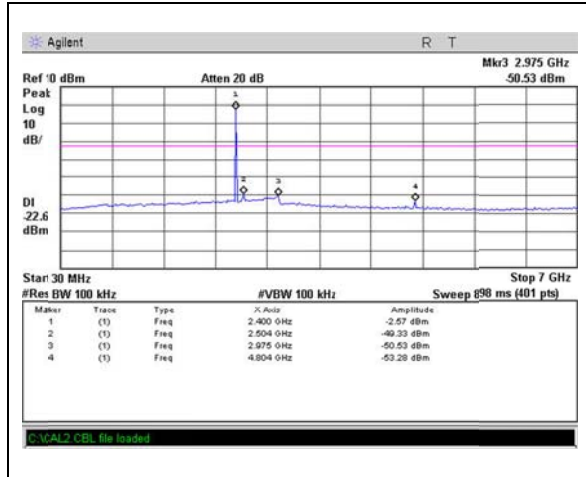 Agilent R T
Mkr3 2.975 GHz
Ref 10 dBm Atten 20 dB -50.53 dBm
Peak
Log
10
dB/
1
2
3
4
DI
-22.6
dBm
Start 30 MHz Stop 7 GHz
#Res BW 100 kHz #VBW 100 kHz Sweep 898 ms (401 pts)
Marker Trace Type X Axis Amplitude
1 (1) Freq 2.400 GHz -2.57 dBm
2 (1) Freq 2.504 GHz -49.33 dBm
3 (1) Freq 2.975 GHz -50.53 dBm
4 (1) Freq 4.804 GHz -53.28 dBm
C:\CAL2.CBL file loaded